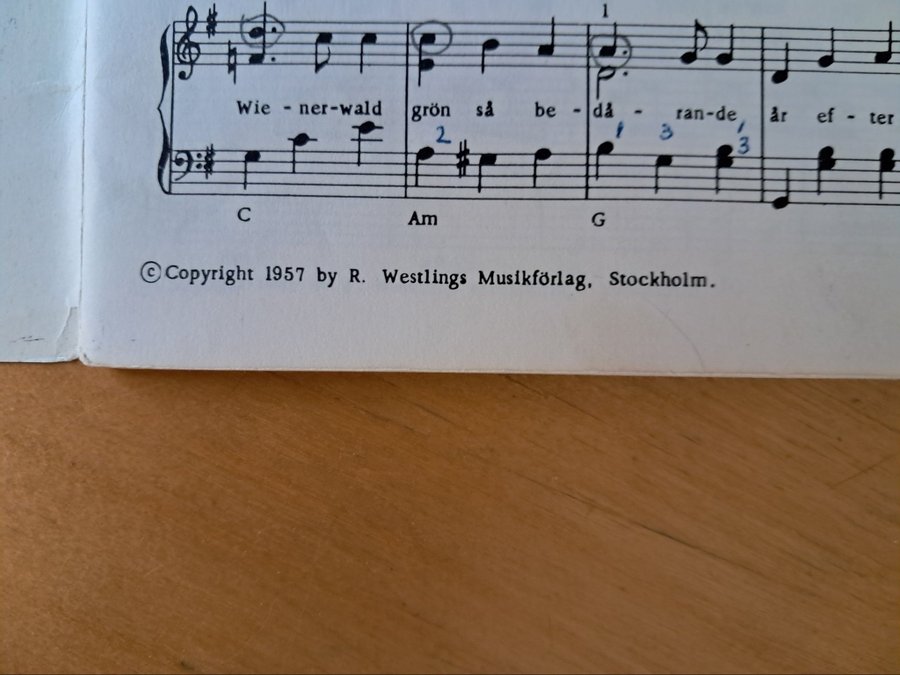 1
Wie - ner-wald grön så be - då - ran-de år ef - ter
2 1 3 1 3
C Am G
© Copyright 1957 by R. Westlings Musikförlag, Stockholm.